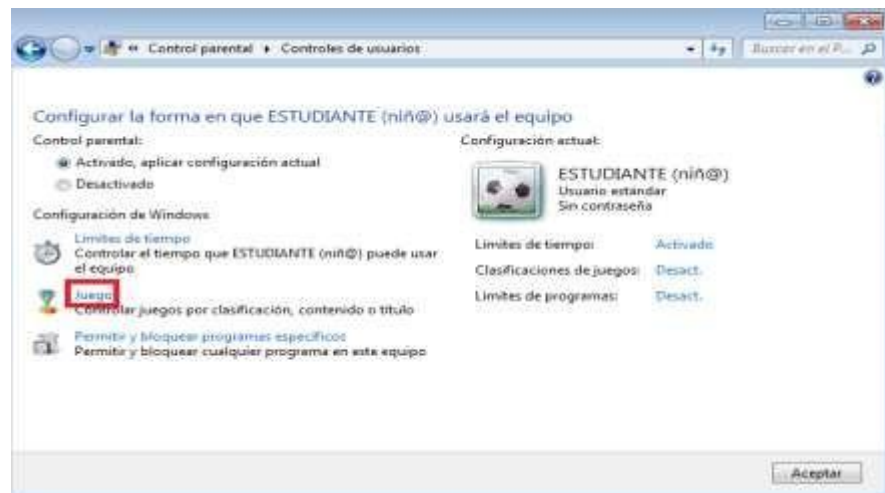 « Control parental ▸ Controles de usuarios
Buscar en el P...
Configurar la forma en que ESTUDIANTE (niñ@) usará el equipo
Control parental:
Activado, aplicar configuración actual
Desactivado
Configuración de Windows
Límites de tiempo
Controlar el tiempo que ESTUDIANTE (niñ@) puede usar
el equipo
Juego
Controlar juegos por clasificación, contenido o título
Permitir y bloquear programas específicos
Permitir y bloquear cualquier programa en este equipo
Configuración actual:
ESTUDIANTE (niñ@)
Usuario estándar
Sin contraseña
Límites de tiempo: Activado
Clasificaciones de juegos: Desact.
Límites de programas: Desact.
Aceptar